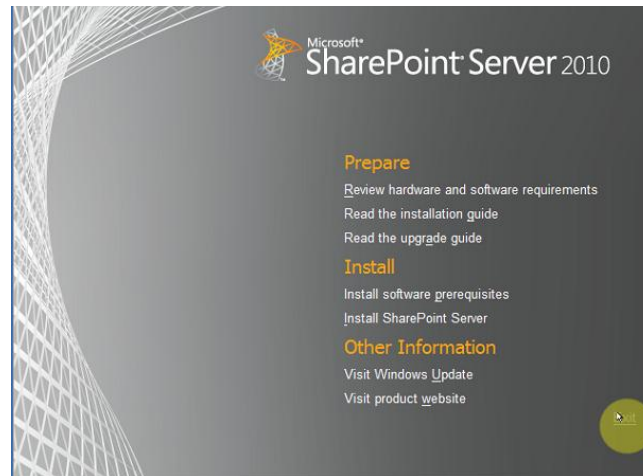 Microsoft®
SharePoint® Server 2010
Prepare
Review hardware and software requirements
Read the installation guide
Read the upgrade guide
Install
Install software prerequisites
Install SharePoint Server
Other Information
Visit Windows Update
Visit product website